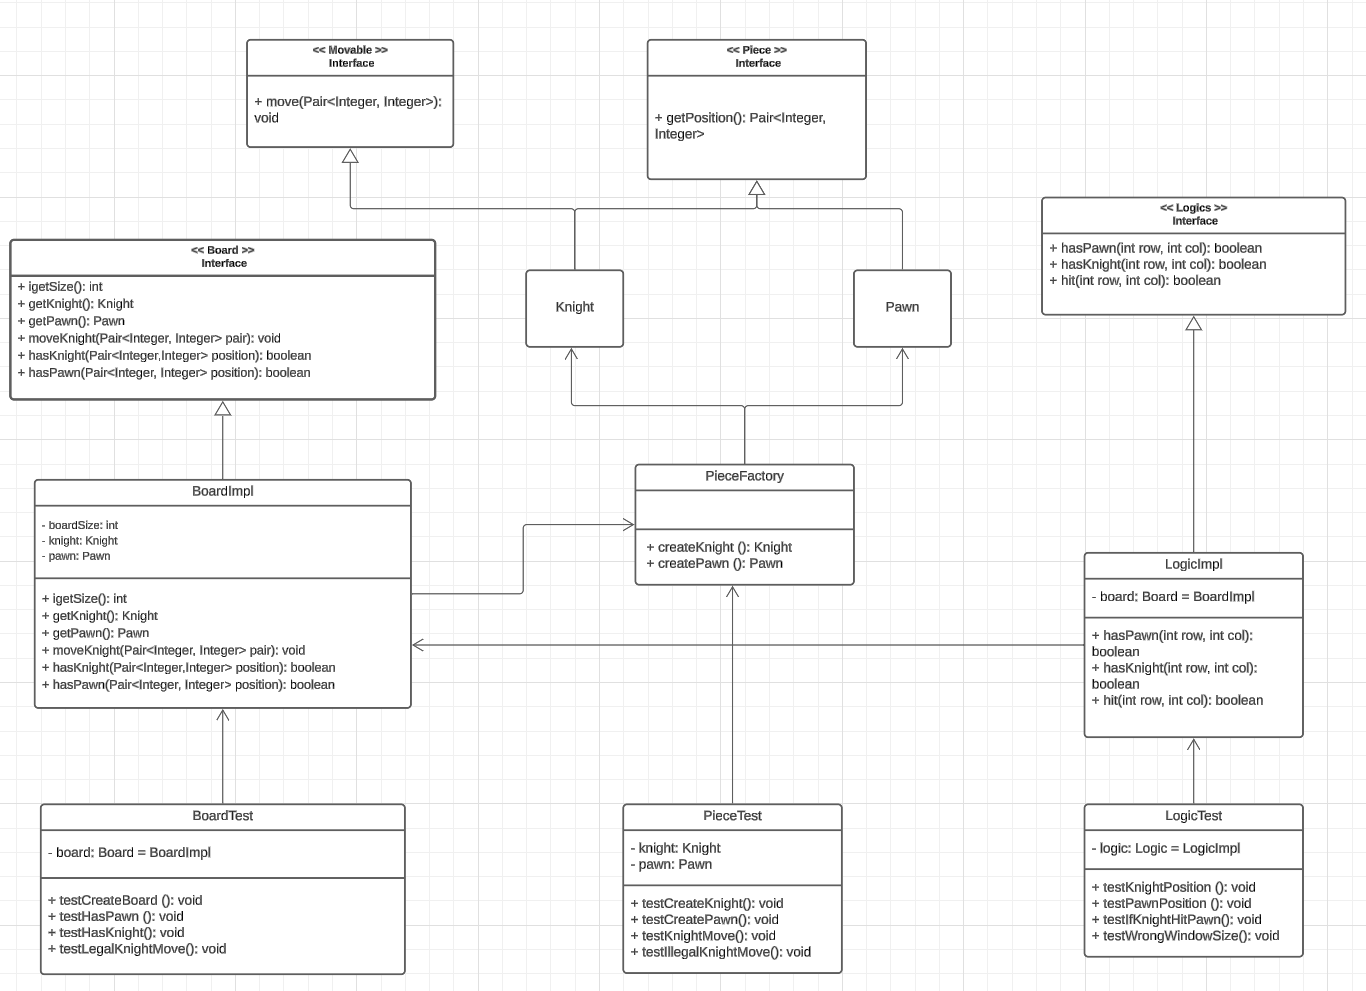 << Movable >>
Interface
+ move(Pair<Integer, Integer>):
void
<< Piece >>
Interface
+ getPosition(): Pair<Integer,
Integer>
<< Logics >>
Interface
+ hasPawn(int row, int col): boolean
+ hasKnight(int row, int col): boolean
+ hit(int row, int col): boolean
<< Board >>
Interface
+ igetSize(): int
+ getKnight(): Knight
+ getPawn(): Pawn
+ moveKnight(Pair<Integer, Integer> pair): void
+ hasKnight(Pair<Integer,Integer> position): boolean
+ hasPawn(Pair<Integer, Integer> position): boolean
Knight
Pawn
BoardImpl
- boardSize: int
- knight: Knight
- pawn: Pawn
+ igetSize(): int
+ getKnight(): Knight
+ getPawn(): Pawn
+ moveKnight(Pair<Integer, Integer> pair): void
+ hasKnight(Pair<Integer,Integer> position): boolean
+ hasPawn(Pair<Integer, Integer> position): boolean
PieceFactory
+ createKnight (): Knight
+ createPawn (): Pawn
LogicImpl
- board: Board = BoardImpl
+ hasPawn(int row, int col):
boolean
+ hasKnight(int row, int col):
boolean
+ hit(int row, int col): boolean
BoardTest
- board: Board = BoardImpl
+ testCreateBoard (): void
+ testHasPawn (): void
+ testHasKnight(): void
+ testLegalKnightMove(): void
PieceTest
- knight: Knight
- pawn: Pawn
+ testCreateKnight(): void
+ testCreatePawn(): void
+ testKnightMove(): void
+ testIllegalKnightMove(): void
LogicTest
- logic: Logic = LogicImpl
+ testKnightPosition (): void
+ testPawnPosition (): void
+ testIfKnightHitPawn(): void
+ testWrongWindowSize(): void